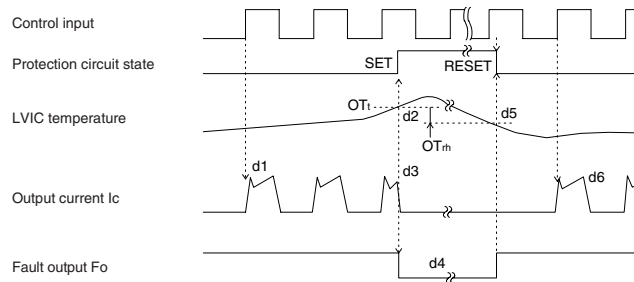 Control input
Protection circuit state
SET
RESET
LVIC temperature
OTt
d2
d5
OTrh
Output current Ic
d1
d3
d6
Fault output Fo
d4